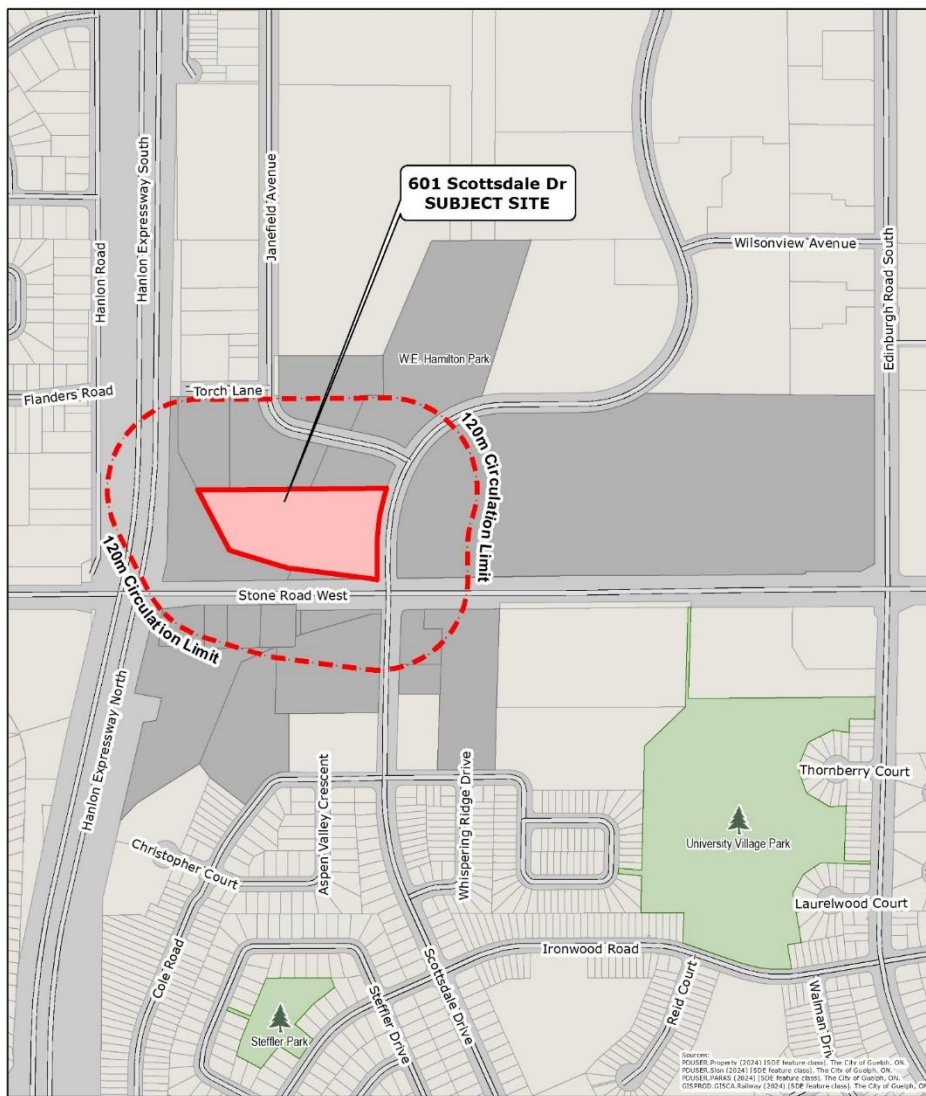 601 Scottsdale Dr
SUBJECT SITE
Hanlon Expressway South
Janefield Avenue
Hanlon Road
Wilsonview Avenue
Edinburgh Road South
W.E. Hamilton Park
Flanders Road
Torch Lane
120m Circulation Limit
120m Circulation Limit
Stone Road West
Hanlon Expressway North
Aspen Valley Crescent
Whispering Ridge Drive
Thornberry Court
University Village Park
Christopher Court
Laurelwood Court
Cole Road
Ironwood Road
Scottsdale Drive
Steffler Drive
Reid Court
Walman Driv
Steffler Park
Sources:
PDUSER.Property (2024) [SDE feature class]. The City of Guelph, ON.
PDUSER.Slsn (2024) [SDE feature class]. The City of Guelph, ON.
PDUSER.PARKS (2024) [SDE feature class]. The City of Guelph, ON.
GISPROD.GISCA.Railway (2024) [SDE feature class]. The City of Guelph, ON